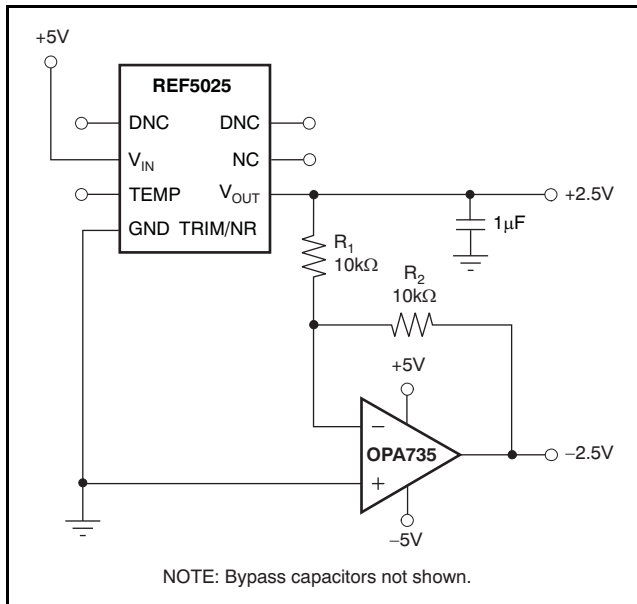 +5V
REF5025
DNC DNC
V_IN NC
TEMP V_OUT
GND TRIM/NR
+2.5V
1μF
R_1
10kΩ
R_2
10kΩ
+5V
−
OPA735
+
−2.5V
−5V
NOTE: Bypass capacitors not shown.